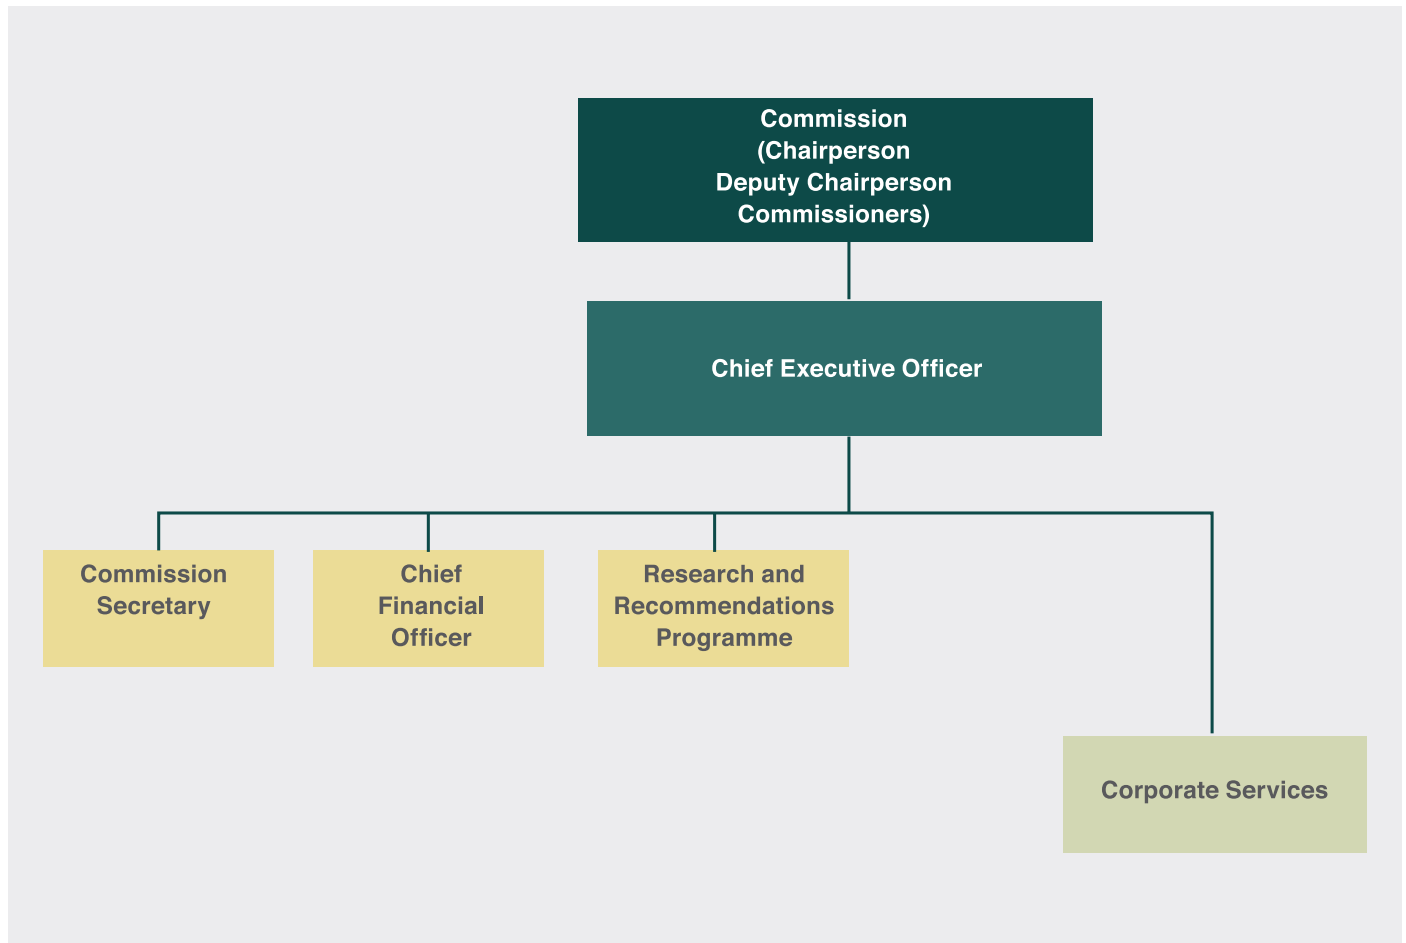 Commission
(Chairperson
Deputy Chairperson
Commissioners)
Chief Executive Officer
Commission
Secretary
Chief
Financial
Officer
Research and
Recommendations
Programme
Corporate Services